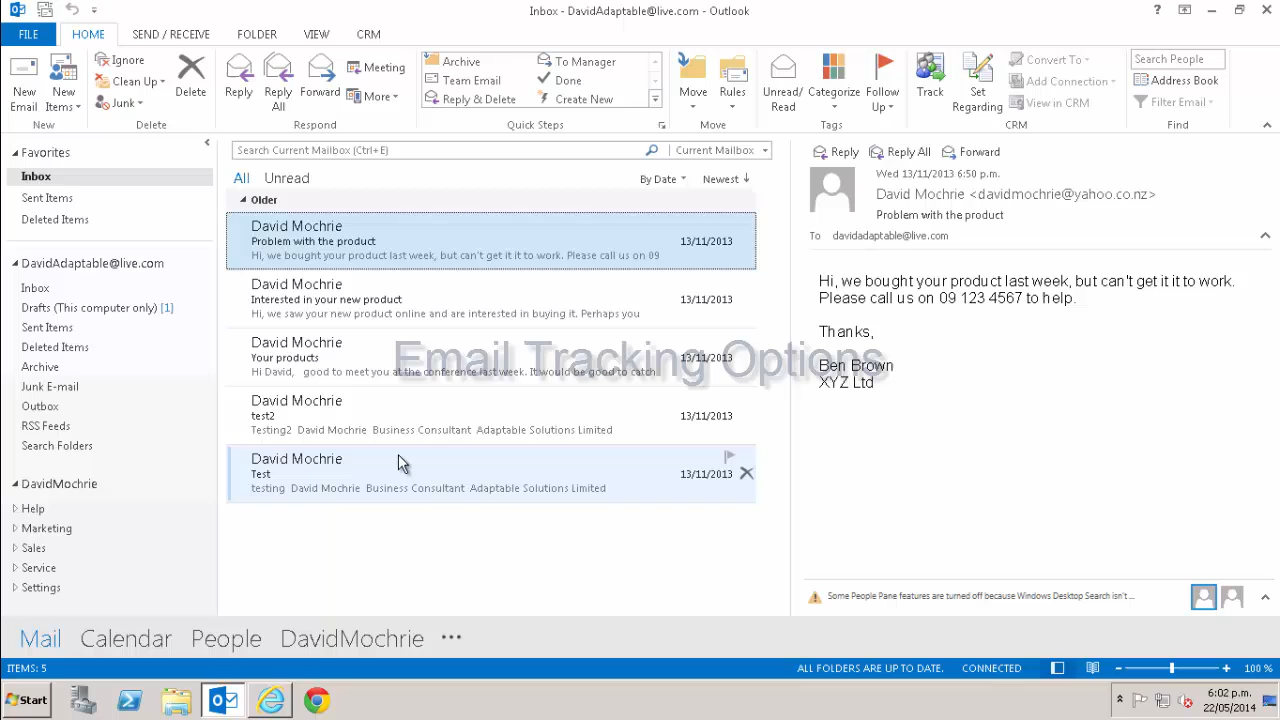 Inbox - DavidAdaptable@live.com - Outlook
FILE HOME SEND / RECEIVE FOLDER VIEW CRM
New Email
New Items
New
Ignore
Clean Up
Junk
Delete
Delete
Reply
Reply All
Forward
Meeting
More
Respond
Archive
Team Email
Reply & Delete
To Manager
Done
Create New
Quick Steps
Move
Rules
Move
Unread/ Read
Categorize
Follow Up
Tags
Track
Set Regarding
Convert To
Add Connection
View in CRM
CRM
Search People
Address Book
Filter Email
Find
Favorites
Inbox
Sent Items
Deleted Items
DavidAdaptable@live.com
Inbox
Drafts (This computer only) [1]
Sent Items
Deleted Items
Archive
Junk E-mail
Outbox
RSS Feeds
Search Folders
DavidMochrie
Help
Marketing
Sales
Service
Settings
Search Current Mailbox (Ctrl+E) Current Mailbox
All Unread By Date Newest
Older
David Mochrie
Problem with the product 13/11/2013
Hi, we bought your product last week, but can't get it it to work. Please call us on 09
David Mochrie
Interested in your new product 13/11/2013
Hi, we saw your new product online and are interested in buying it. Perhaps you
David Mochrie
Your products 13/11/2013
Hi David, good to meet you at the conference last week. It would be good to catch
David Mochrie
test2 13/11/2013
Testing2 David Mochrie Business Consultant Adaptable Solutions Limited
David Mochrie
Test 13/11/2013
testing David Mochrie Business Consultant Adaptable Solutions Limited
Email Tracking Options
Reply Reply All Forward
Wed 13/11/2013 6:50 p.m.
David Mochrie <davidmochrie@yahoo.co.nz>
Problem with the product
To davidadaptable@live.com
Hi, we bought your product last week, but can't get it it to work.
Please call us on 09 123 4567 to help.
Thanks,
Ben Brown
XYZ Ltd
Some People Pane features are turned off because Windows Desktop Search isn't ...
Mail Calendar People DavidMochrie ...
ITEMS: 5 ALL FOLDERS ARE UP TO DATE. CONNECTED 100 %
Start 6:02 p.m.
22/05/2014